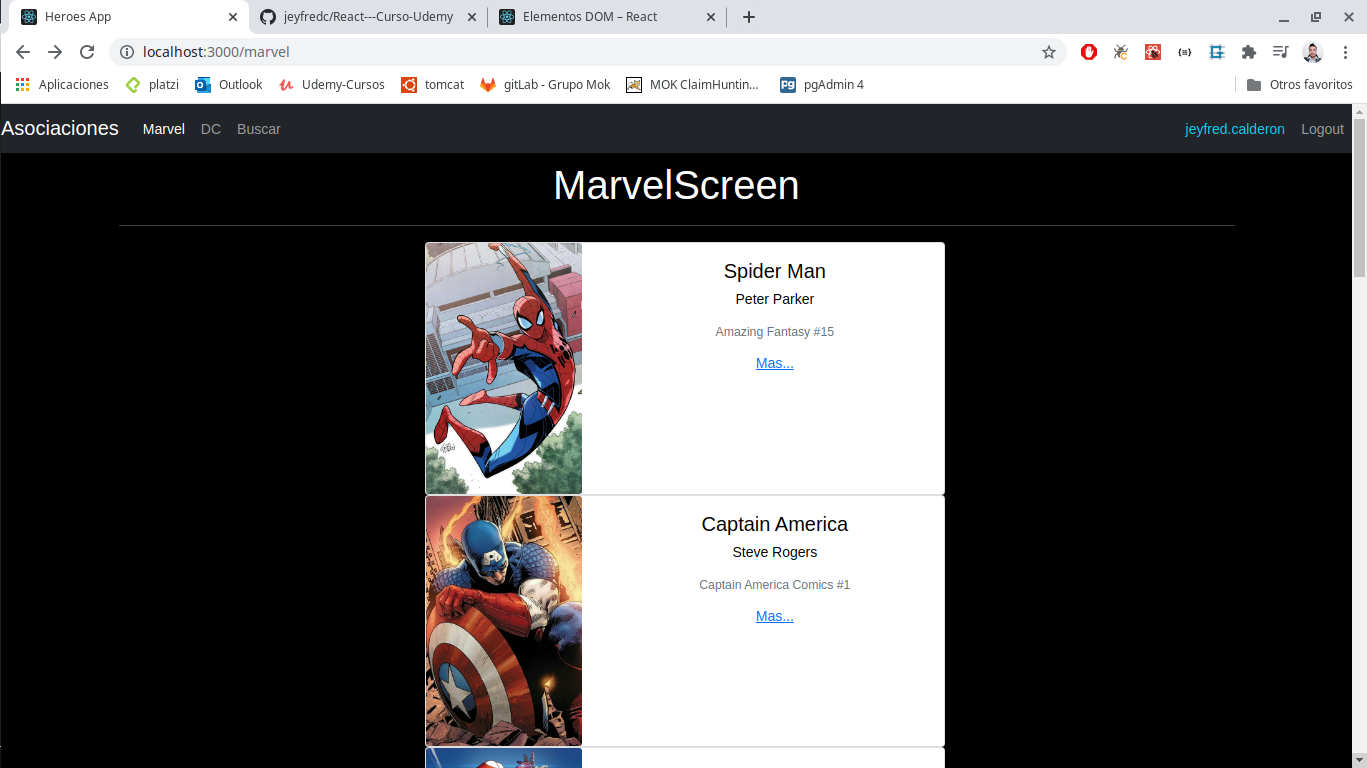 Heroes App
jeyfredc/React---Curso-Udemy
Elementos DOM – React
localhost:3000/marvel
Aplicaciones platzi Outlook Udemy-Cursos tomcat gitLab - Grupo Mok MOK ClaimHuntin... pgAdmin 4 Otros favoritos
Asociaciones Marvel DC Buscar jeyfred.calderon Logout
MarvelScreen
Spider Man
Peter Parker
Amazing Fantasy #15
Mas...
Captain America
Steve Rogers
Captain America Comics #1
Mas...